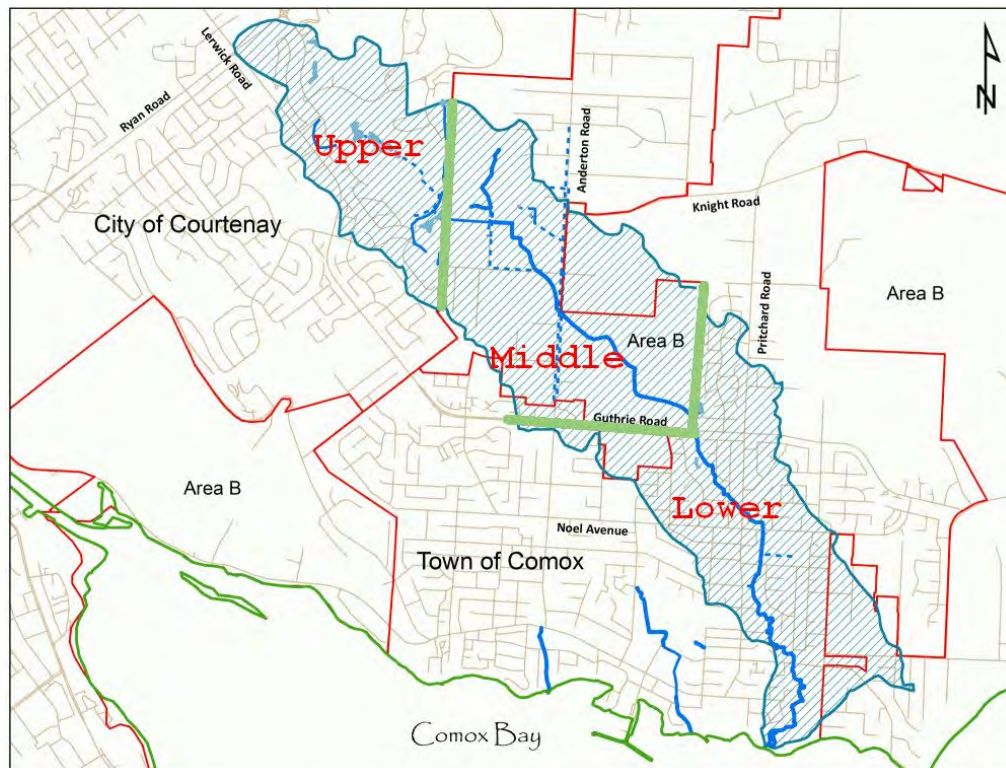 Lerwick Road
Ryan Road
N
Upper
Anderton Road
Knight Road
City of Courtenay
Area B
Pritchard Road
Area B
Middle
Guthrie Road
Area B
Lower
Noel Avenue
Town of Comox
Comox Bay